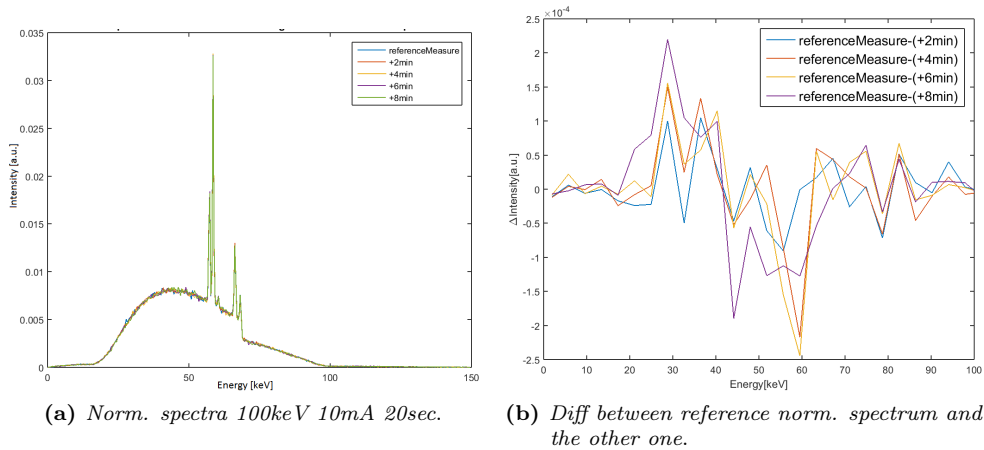 0.035
0.03
0.025
0.02
0.015
0.01
0.005
0
0
50
100
150
Intensity [a.u.]
Energy [keV]
referenceMeasure
+2min
+4min
+6min
+8min
(a) Norm. spectra 100keV 10mA 20sec.
×10⁻⁴
2.5
2
1.5
1
0.5
0
-0.5
-1
-1.5
-2
-2.5
0
10
20
30
40
50
60
70
80
90
100
ΔIntensity[a.u.]
Energy[keV]
referenceMeasure-(+2min)
referenceMeasure-(+4min)
referenceMeasure-(+6min)
referenceMeasure-(+8min)
(b) Diff between reference norm. spectrum and
the other one.